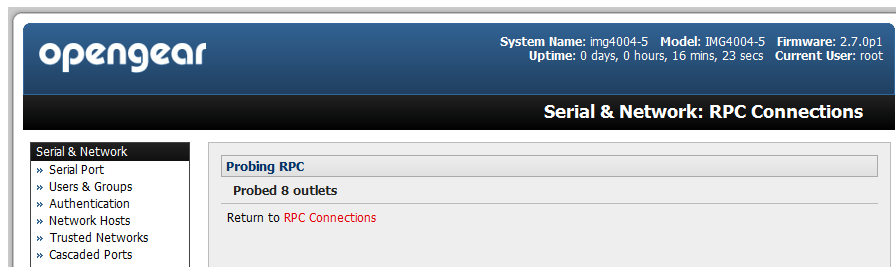 opengear
System Name: img4004-5 Model: IMG4004-5 Firmware: 2.7.0p1
Uptime: 0 days, 0 hours, 16 mins, 23 secs Current User: root
Serial & Network: RPC Connections
Serial & Network
» Serial Port
» Users & Groups
» Authentication
» Network Hosts
» Trusted Networks
» Cascaded Ports
Probing RPC
Probed 8 outlets
Return to RPC Connections